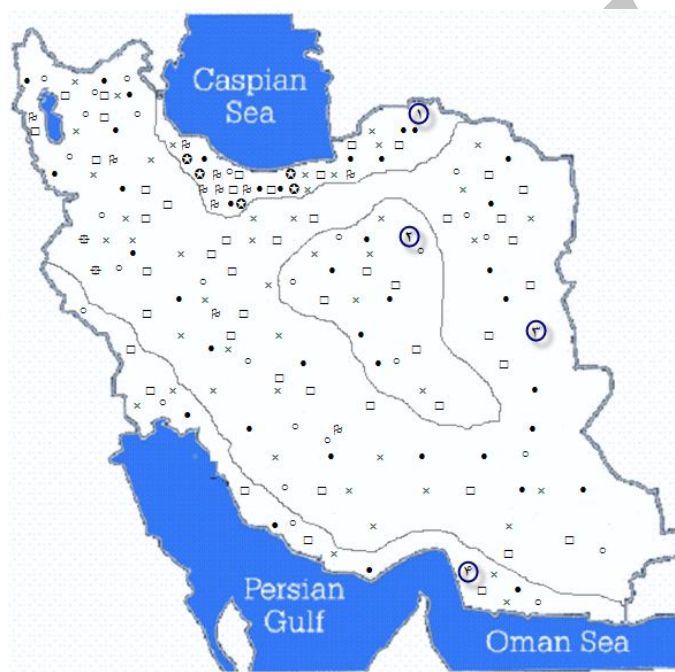 Caspian
Sea
۱
۲
۳
۴
Persian
Gulf
Oman Sea